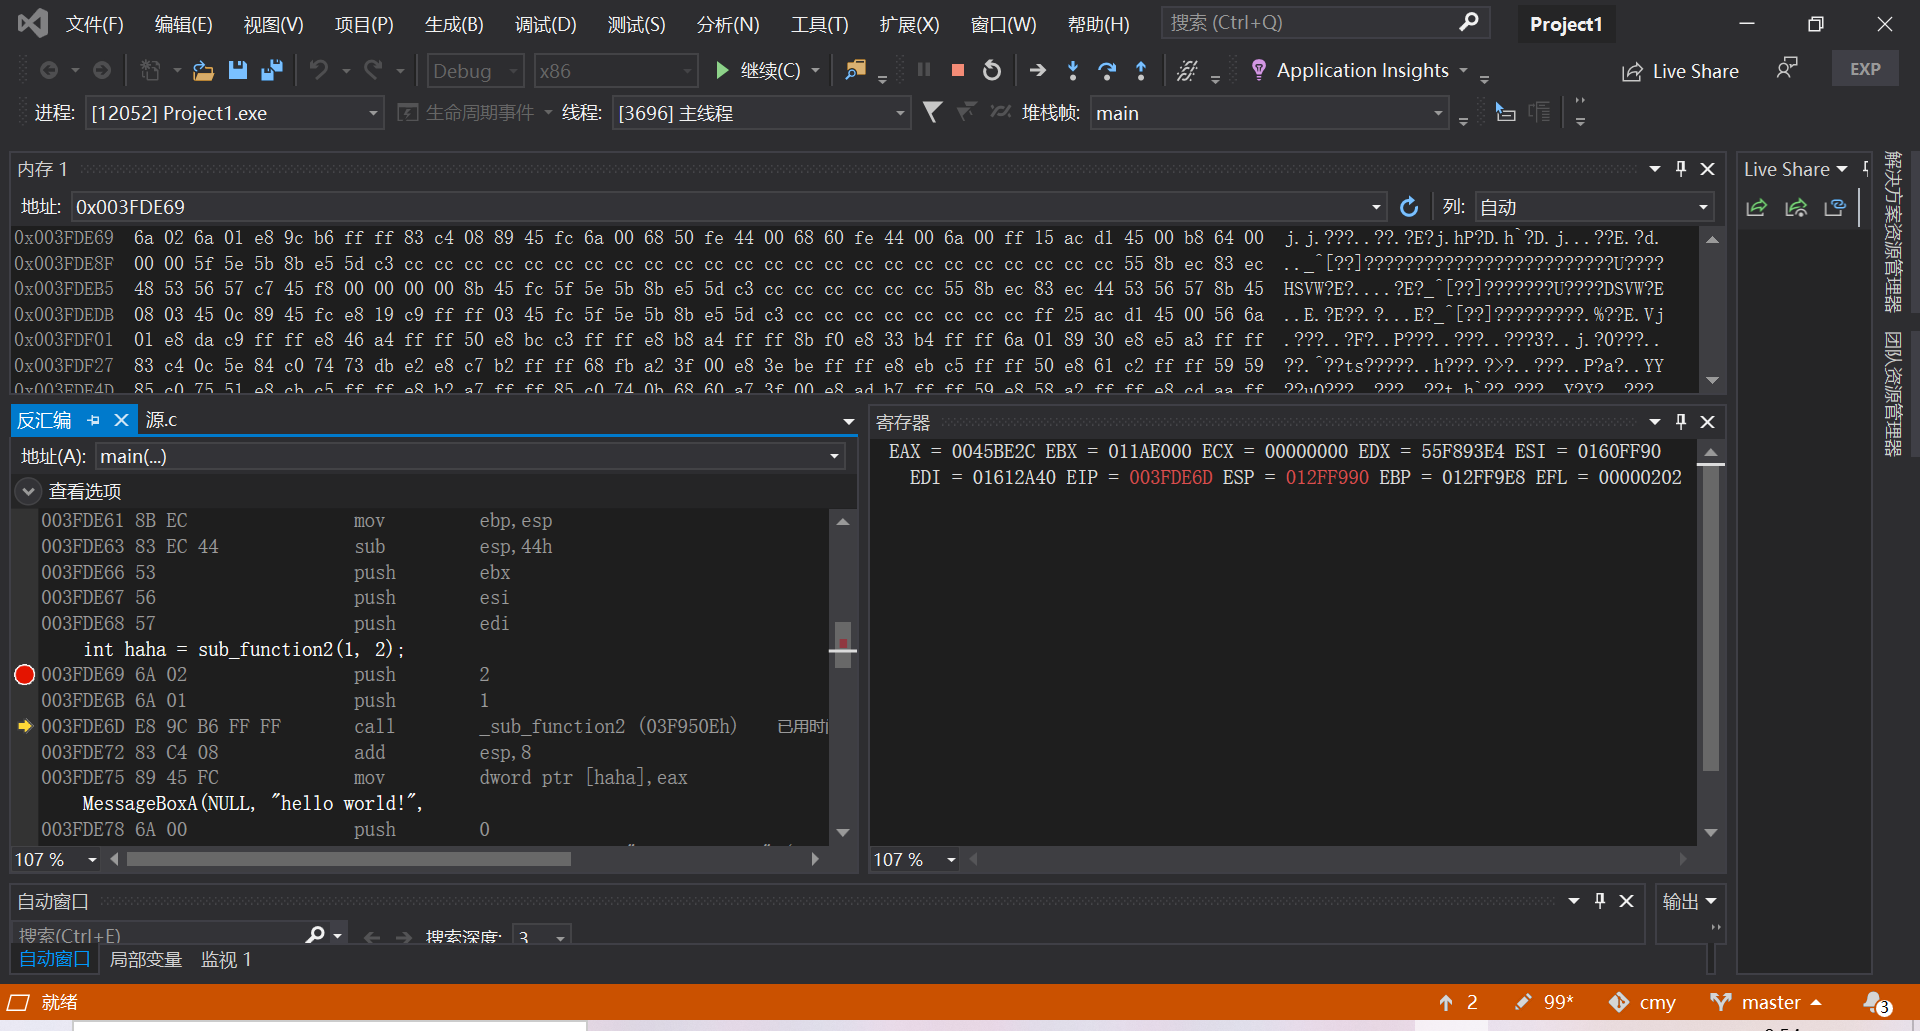 文件(F) 编辑(E) 视图(V) 项目(P) 生成(B) 调试(D) 测试(S) 分析(N) 工具(T) 扩展(X) 窗口(W) 帮助(H) 搜索 (Ctrl+Q) Project1
Debug x86 继续(C) Application Insights Live Share EXP
进程: [12052] Project1.exe 生命周期事件 线程: [3696] 主线程 堆栈帧: main
内存 1
地址: 0x003FDE69 列: 自动
0x003FDE69 6a 02 6a 01 e8 9c b6 ff ff 83 c4 08 89 45 fc 6a 00 68 50 fe 44 00 68 60 fe 44 00 6a 00 ff 15 ac d1 45 00 b8 64 00 j.j.???..??.?E?j.hP?D.h`?D.j...??E.?d.
0x003FDE8F 00 00 5f 5e 5b 8b e5 5d c3 cc cc cc cc cc cc cc cc cc cc cc cc cc cc cc cc cc cc cc cc cc cc cc cc 55 8b ec 83 ec .._^[??]?????????????????????????U????
0x003FDEB5 48 53 56 57 c7 45 f8 00 00 00 00 8b 45 fc 5f 5e 5b 8b e5 5d c3 cc cc cc cc cc cc 55 8b ec 83 ec 44 53 56 57 8b 45 HSVW?E?....?E?_^[??]???????U????DSVW?E
0x003FDEDB 08 03 45 0c 89 45 fc e8 19 c9 ff ff 03 45 fc 5f 5e 5b 8b e5 5d c3 cc cc cc cc cc cc cc cc ff 25 ac d1 45 00 56 6a ..E.?E??.?...E?_^[??]?????????.%??E.Vj
0x003FDF01 01 e8 da c9 ff ff e8 46 a4 ff ff 50 e8 bc c3 ff ff e8 b8 a4 ff ff 8b f0 e8 33 b4 ff ff 6a 01 89 30 e8 e5 a3 ff ff .???..?F?..P???..???..???3?..j.?0???..
0x003FDF27 83 c4 0c 5e 84 c0 74 73 db e2 e8 c7 b2 ff ff 68 fb a2 3f 00 e8 3e be ff ff e8 eb c5 ff ff 50 e8 61 c2 ff ff 59 59 ??.^??ts?????..h???.?>?..???..P?a?..YY
0x003FDF4D 85 c0 75 51 e8 cb c5 ff ff e8 b2 a7 ff ff 85 c0 74 0b 68 60 a7 3f 00 e8 ad b7 ff ff 59 e8 58 a2 ff ff e8 cd aa ff ??uQ???..???..??t.h`??.???..Y?X?..???.
反汇编 源.c
地址(A): main(...)
查看选项
003FDE61 8B EC mov ebp,esp
003FDE63 83 EC 44 sub esp,44h
003FDE66 53 push ebx
003FDE67 56 push esi
003FDE68 57 push edi
int haha = sub_function2(1, 2);
003FDE69 6A 02 push 2
003FDE6B 6A 01 push 1
003FDE6D E8 9C B6 FF FF call _sub_function2 (03F950Eh) 已用时间
003FDE72 83 C4 08 add esp,8
003FDE75 89 45 FC mov dword ptr [haha],eax
MessageBoxA(NULL, "hello world!",
003FDE78 6A 00 push 0
107 %
寄存器
EAX = 0045BE2C EBX = 011AE000 ECX = 00000000 EDX = 55F893E4 ESI = 0160FF90
EDI = 01612A40 EIP = 003FDE6D ESP = 012FF990 EBP = 012FF9E8 EFL = 00000202
107 %
Live Share
解决方案资源管理器
团队资源管理器
自动窗口
搜索(Ctrl+E) 搜索深度: 3
自动窗口 局部变量 监视 1
输出
就绪 2 99* cmy master 3